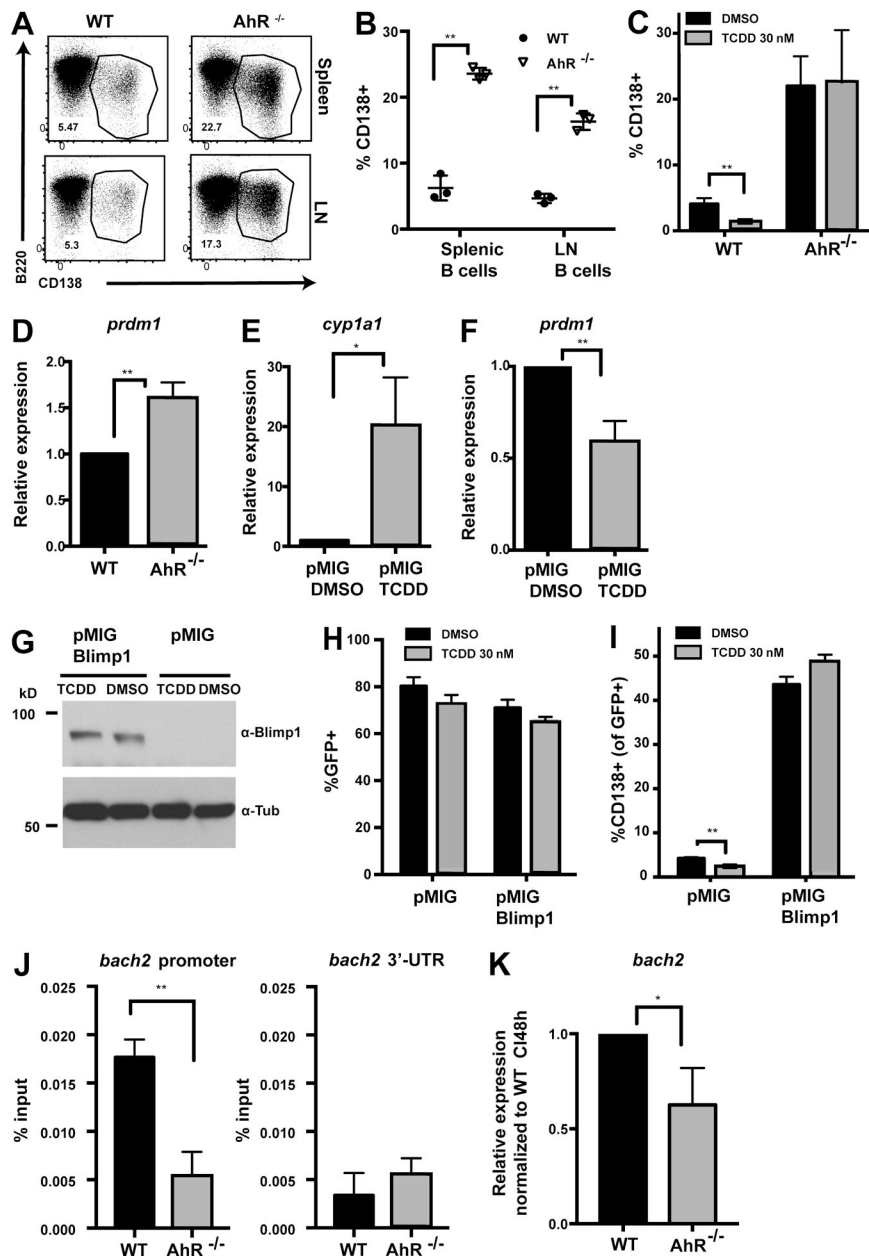 A
WT
AhR -/-
Spleen
5.47
22.7
LN
5.3
17.3
0
0
0
0
0
0
0
0
B220
CD138
B
% CD138+
30
20
10
0
**
**
WT
AhR -/-
Splenic
B cells
LN
B cells
C
DMSO
TCDD 30 nM
% CD138+
30
20
10
0
**
WT
AhR-/-
D
prdm1
Relative expression
2.0
1.5
1.0
0.5
0.0
**
WT
AhR-/-
E
cyp1a1
Relative expression
30
20
10
0
*
pMIG
DMSO
pMIG
TCDD
F
prdm1
Relative expression
1.0
0.5
0.0
**
pMIG
DMSO
pMIG
TCDD
G
pMIG
Blimp1
pMIG
kD
TCDD DMSO TCDD DMSO
100
50
α-Blimp1
α-Tub
H
DMSO
TCDD 30 nM
%GFP+
100
80
60
40
20
0
pMIG
pMIG
Blimp1
I
DMSO
TCDD 30 nM
%CD138+ (of GFP+)
50
40
30
20
10
0
**
pMIG
pMIG
Blimp1
J
bach2 promoter
% input
0.025
0.020
0.015
0.010
0.005
0.000
**
WT
AhR -/-
bach2 3’-UTR
% input
0.025
0.020
0.015
0.010
0.005
0.000
WT
AhR -/-
K
bach2
Relative expression
normalized to WT CI48h
1.0
0.5
0.0
*
WT
AhR-/-